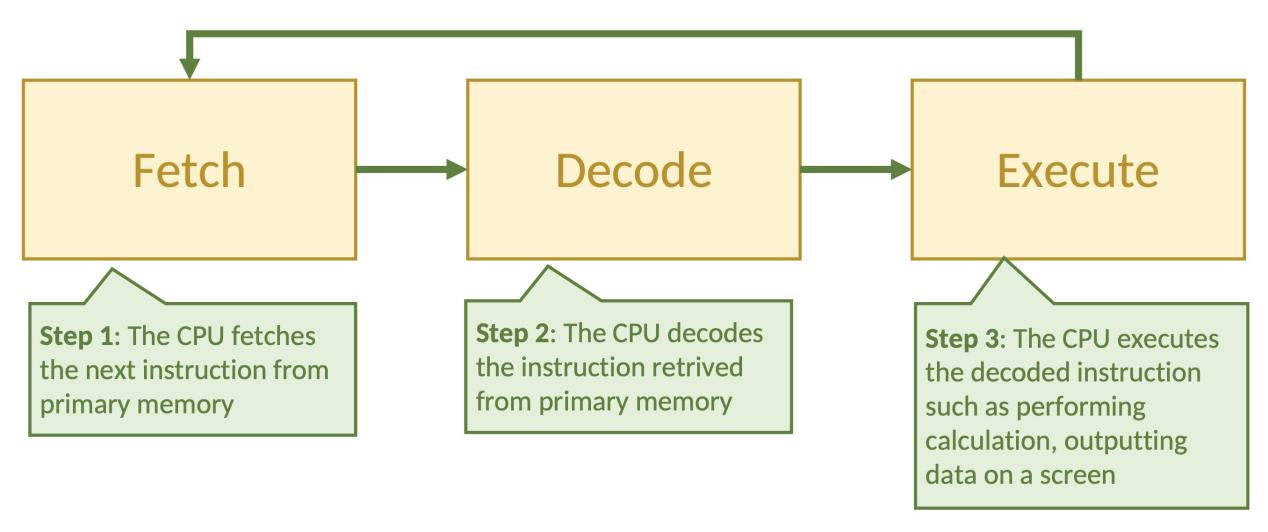 Fetch
Decode
Execute
Step 1: The CPU fetches
the next instruction from
primary memory
Step 2: The CPU decodes
the instruction retrived
from primary memory
Step 3: The CPU executes
the decoded instruction
such as performing
calculation, outputting
data on a screen